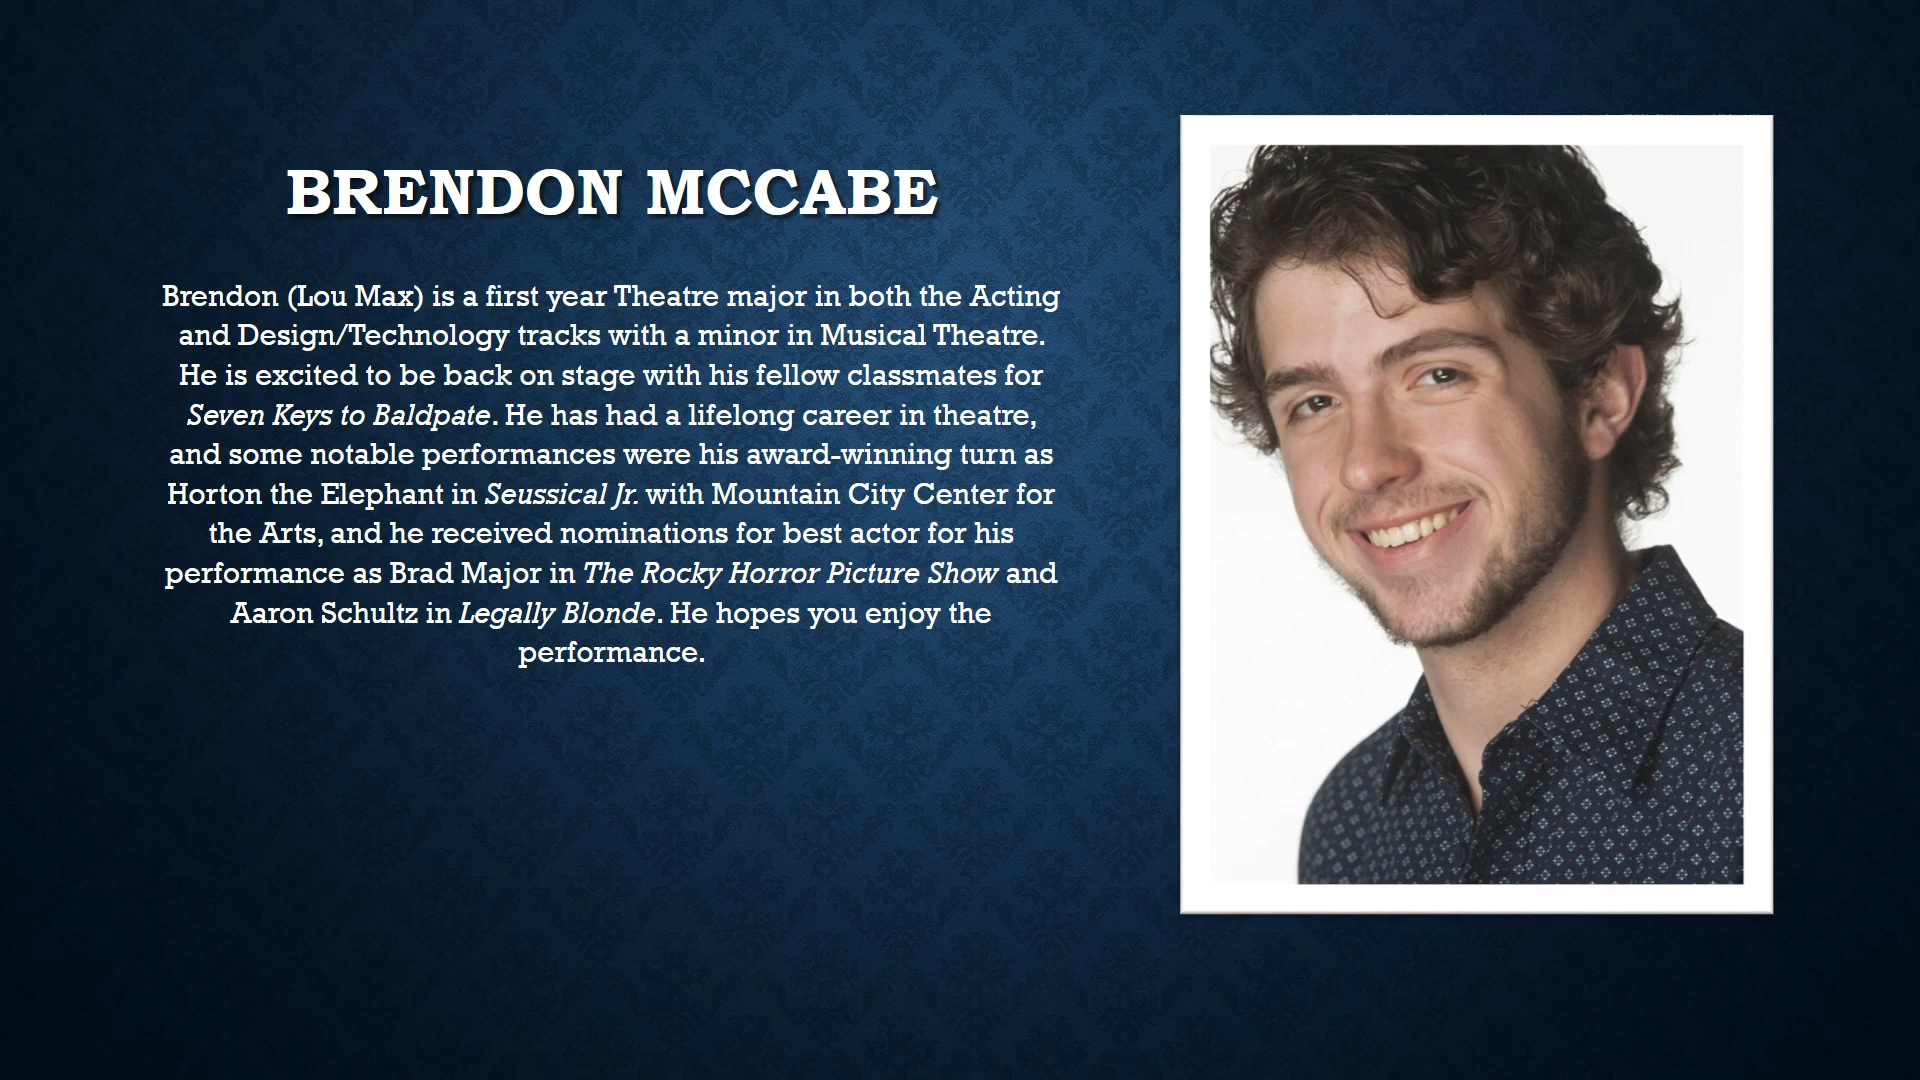 BRENDON MCCABE
Brendon (Lou Max) is a first year Theatre major in both the Acting
and Design/Technology tracks with a minor in Musical Theatre.
He is excited to be back on stage with his fellow classmates for
Seven Keys to Baldpate. He has had a lifelong career in theatre,
and some notable performances were his award-winning turn as
Horton the Elephant in Seussical Jr. with Mountain City Center for
the Arts, and he received nominations for best actor for his
performance as Brad Major in The Rocky Horror Picture Show and
Aaron Schultz in Legally Blonde. He hopes you enjoy the
performance.